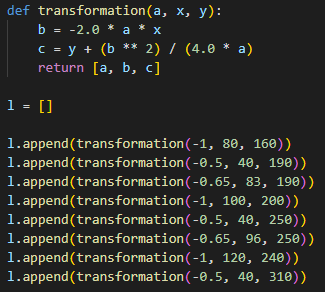 def transformation(a, x, y):
    b = -2.0 * a * x
    c = y + (b ** 2) / (4.0 * a)
    return [a, b, c]

l = []

l.append(transformation(-1, 80, 160))
l.append(transformation(-0.5, 40, 190))
l.append(transformation(-0.65, 83, 190))
l.append(transformation(-1, 100, 200))
l.append(transformation(-0.5, 40, 250))
l.append(transformation(-0.65, 96, 250))
l.append(transformation(-1, 120, 240))
l.append(transformation(-0.5, 40, 310))